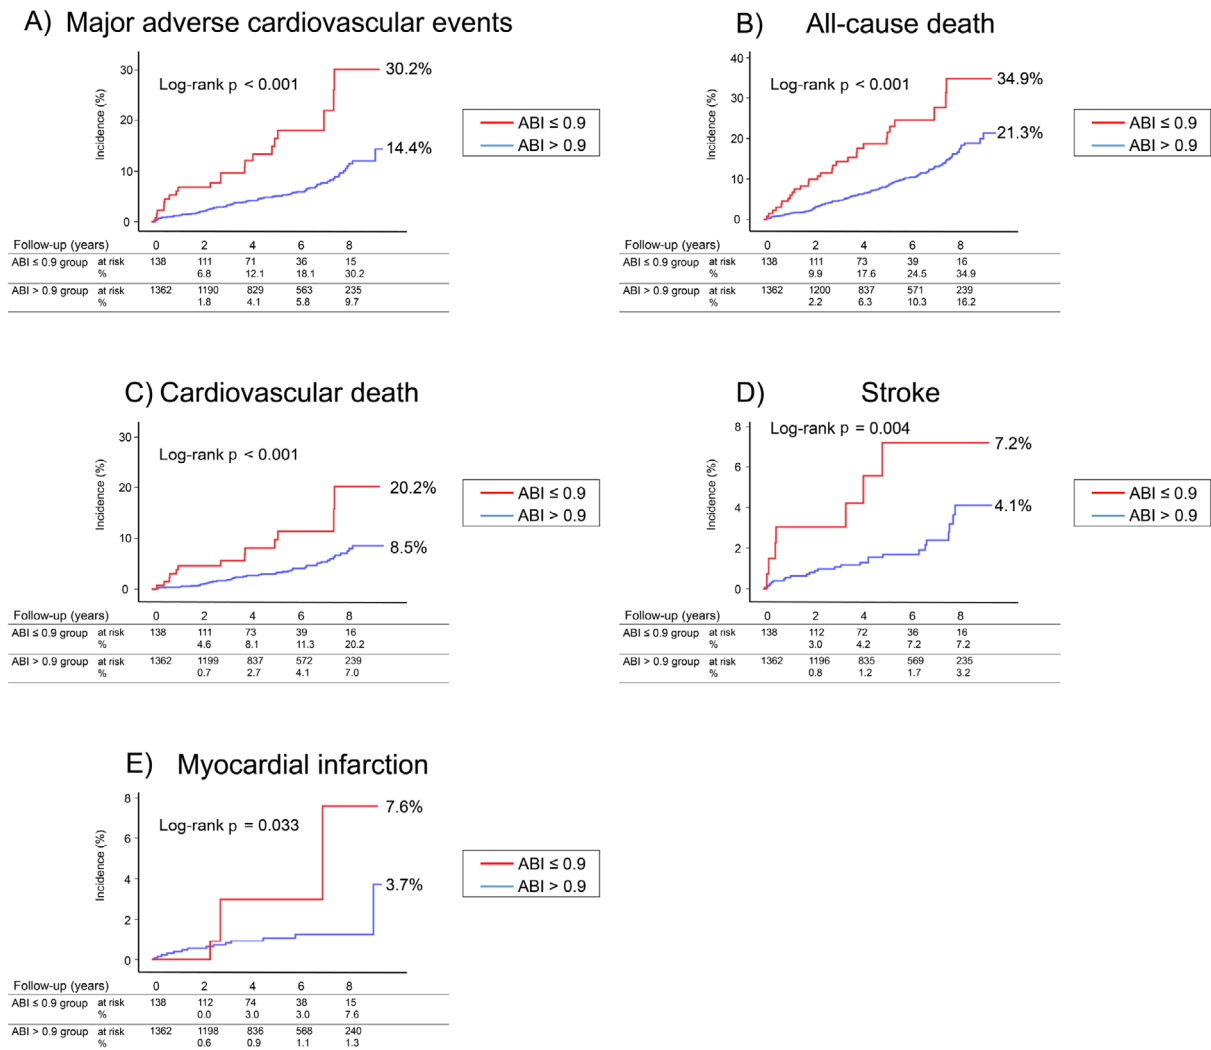 A) Major adverse cardiovascular events
30
20
10
0
Incidence (%)
Log-rank p < 0.001
30.2%
14.4%
ABI ≤ 0.9
ABI > 0.9
Follow-up (years) 0 2 4 6 8
ABI ≤ 0.9 group at risk 138 111 71 36 15
% 6.8 12.1 18.1 30.2
ABI > 0.9 group at risk 1362 1190 829 563 235
% 1.8 4.1 5.8 9.7
B) All-cause death
40
30
20
10
0
Incidence (%)
Log-rank p < 0.001
34.9%
21.3%
ABI ≤ 0.9
ABI > 0.9
Follow-up (years) 0 2 4 6 8
ABI ≤ 0.9 group at risk 138 111 73 39 16
% 9.9 17.6 24.5 34.9
ABI > 0.9 group at risk 1362 1200 837 571 239
% 2.2 6.3 10.3 16.2
C) Cardiovascular death
30
20
10
0
Incidence (%)
Log-rank p < 0.001
20.2%
8.5%
ABI ≤ 0.9
ABI > 0.9
Follow-up (years) 0 2 4 6 8
ABI ≤ 0.9 group at risk 138 111 73 39 16
% 4.6 8.1 11.3 20.2
ABI > 0.9 group at risk 1362 1199 837 572 239
% 0.7 2.7 4.1 7.0
D) Stroke
8
6
4
2
0
Incidence (%)
Log-rank p = 0.004
7.2%
4.1%
ABI ≤ 0.9
ABI > 0.9
Follow-up (years) 0 2 4 6 8
ABI ≤ 0.9 group at risk 138 112 72 36 16
% 3.0 4.2 7.2 7.2
ABI > 0.9 group at risk 1362 1196 835 569 235
% 0.8 1.2 1.7 3.2
E) Myocardial infarction
8
6
4
2
0
Incidence (%)
Log-rank p = 0.033
7.6%
3.7%
ABI ≤ 0.9
ABI > 0.9
Follow-up (years) 0 2 4 6 8
ABI ≤ 0.9 group at risk 138 112 74 38 15
% 0.0 3.0 3.0 7.6
ABI > 0.9 group at risk 1362 1198 836 568 240
% 0.6 0.9 1.1 1.3